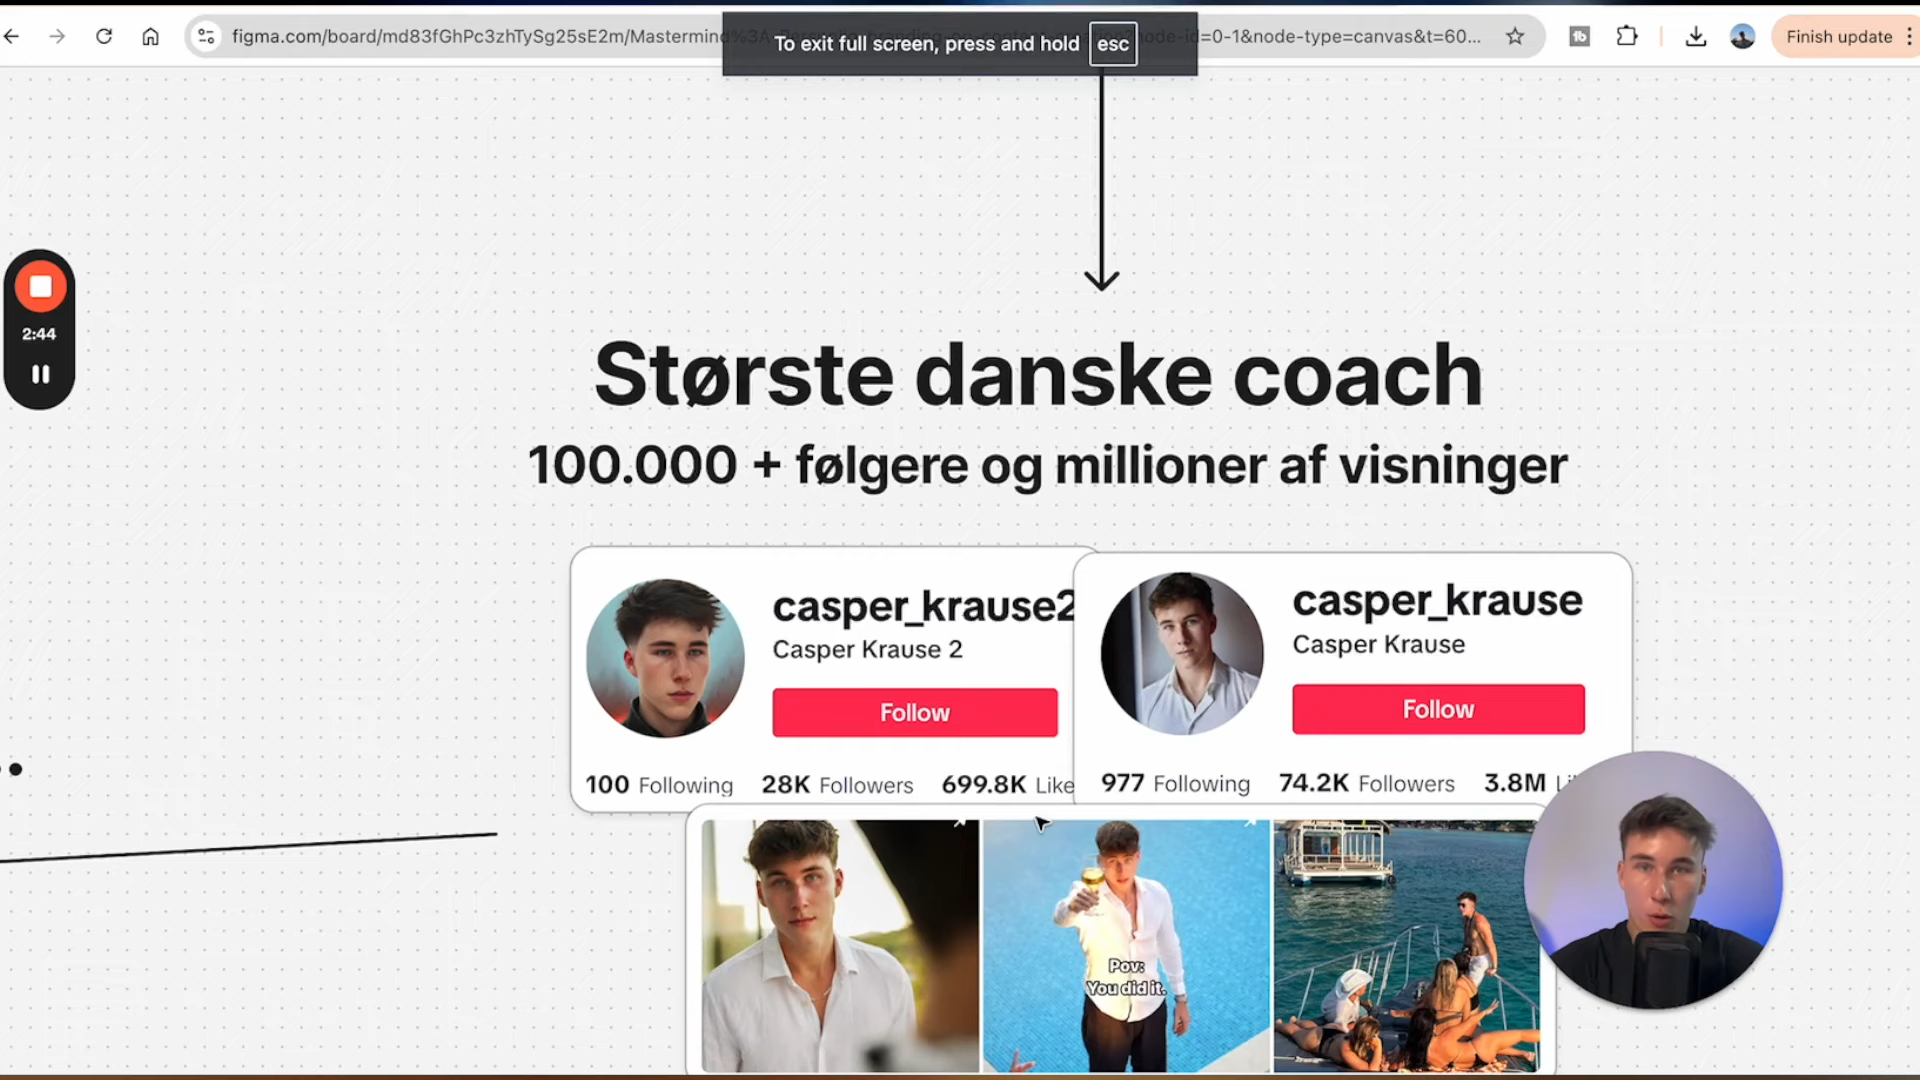 figma.com/board/md83fGhPc3zhTySg25sE2m/Mastermind
=0-1&node-type=canvas&t=60...
Finish update
To exit full screen, press and hold esc
2:44
Største danske coach
100.000 + følgere og millioner af visninger
casper_krause2
Casper Krause 2
Follow
100 Following 28K Followers 699.8K Like
casper_krause
Casper Krause
Follow
977 Following 74.2K Followers 3.8M Li
Pov:
You did it.